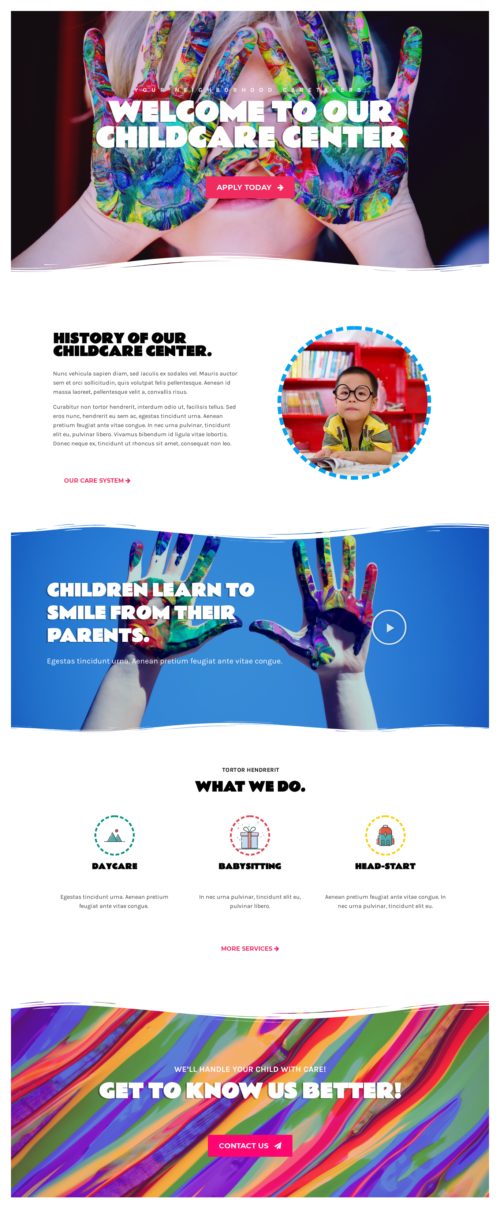 YOUR NEIGHBORHOOD CARETAKERS
WELCOME TO OUR
CHILDCARE CENTER
APPLY TODAY
HISTORY OF OUR
CHILDCARE CENTER.
Nunc vehicula sapien diam, sed iaculis ex sodales vel. Mauris auctor
sem et orci sollicitudin, quis volutpat felis pellentesque. Aenean id
massa laoreet, pellentesque velit a, convallis risus.
Curabitur non tortor hendrerit, interdum odio ut, facilisis tellus. Sed
eros nunc, hendrerit eu sem ac, egestas tincidunt urna. Aenean
pretium feugiat ante vitae congue. In nec urna pulvinar, tincidunt
elit eu, pulvinar libero. Vivamus bibendum id ligula vitae lobortis.
Donec neque ex, tincidunt ut rhoncus sit amet, consequat non leo.
OUR CARE SYSTEM
CHILDREN LEARN TO
SMILE FROM THEIR
PARENTS.
Egestas tincidunt urna. Aenean pretium feugiat ante vitae congue.
TORTOR HENDRERIT
WHAT WE DO.
DAYCARE
BABYSITTING
HEAD-START
Egestas tincidunt urna. Aenean pretium
feugiat ante vitae congue.
In nec urna pulvinar, tincidunt elit eu,
pulvinar libero.
Aenean pretium feugiat ante vitae congue. In
nec urna pulvinar, tincidunt elit eu.
MORE SERVICES
WE'LL HANDLE YOUR CHILD WITH CARE!
GET TO KNOW US BETTER!
CONTACT US